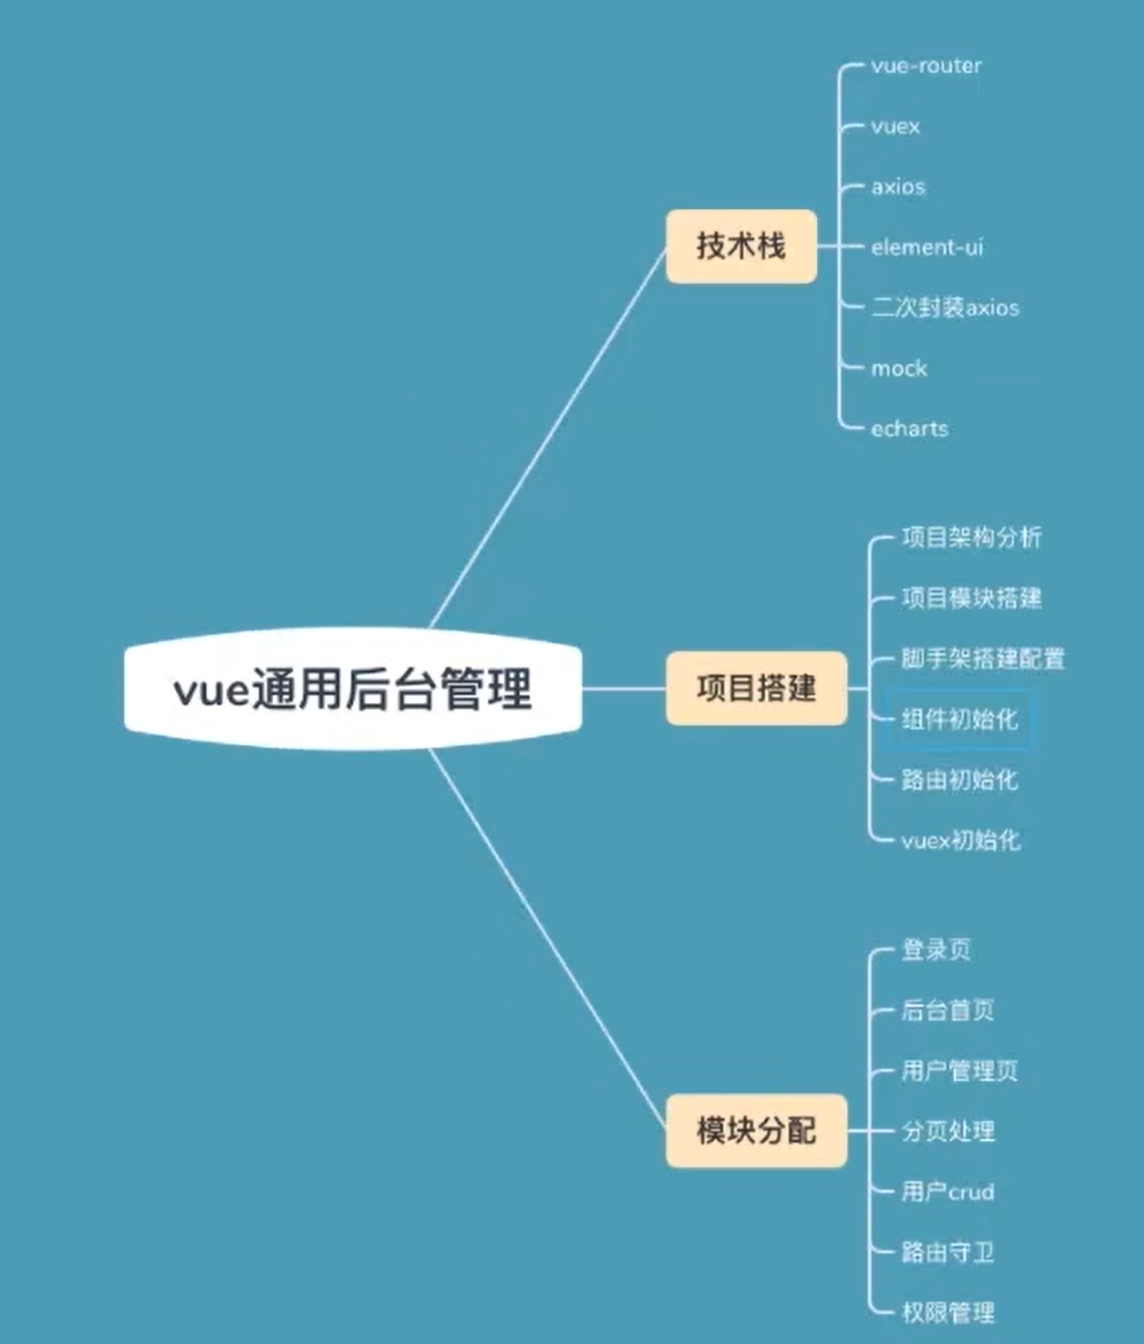 vue通用后台管理
技术栈
vue-router
vuex
axios
element-ui
二次封装axios
mock
echarts
项目搭建
项目架构分析
项目模块搭建
脚手架搭建配置
组件初始化
路由初始化
vuex初始化
模块分配
登录页
后台首页
用户管理页
分页处理
用户crud
路由守卫
权限管理